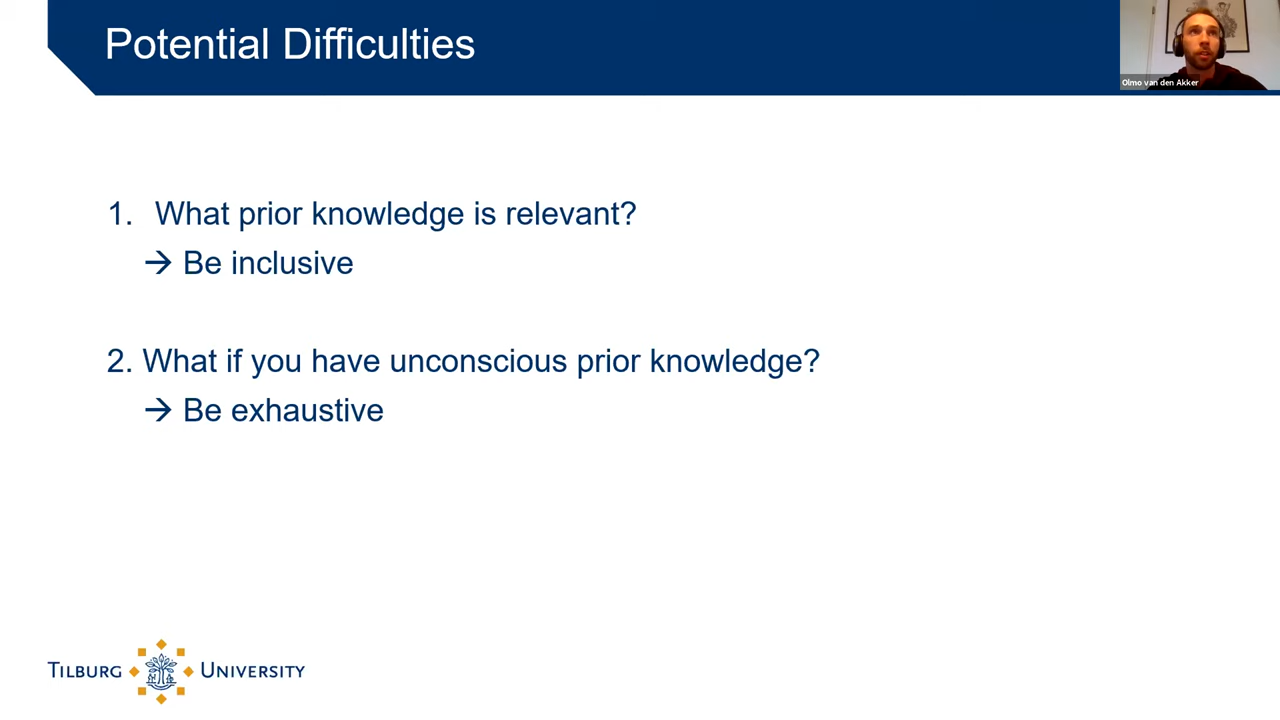 Potential Difficulties
Olmo van den Akker
1. What prior knowledge is relevant?
→ Be inclusive
2. What if you have unconscious prior knowledge?
→ Be exhaustive
TILBURG UNIVERSITY